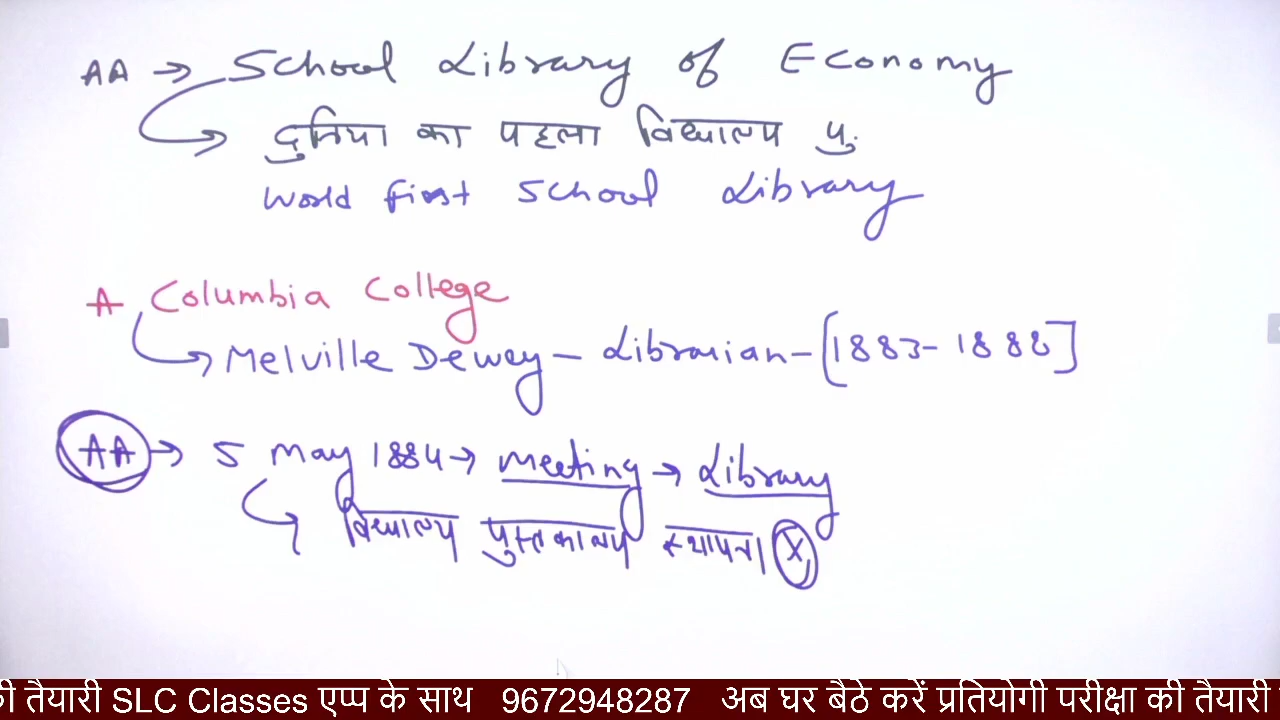 AA → School Library of Economy
दुनिया का पहला विद्यालय पु.
World first School Library
A Columbia College
Melville Dewey - Librarian - [1883-1888]
AA → 5 May 1884 → meeting → Library
विद्यालय पुस्तकालय स्थापना X
की तैयारी SLC Classes एप्प के साथ 9672948287 अब घर बैठे करें प्रतियोगी परीक्षा की तैयारी